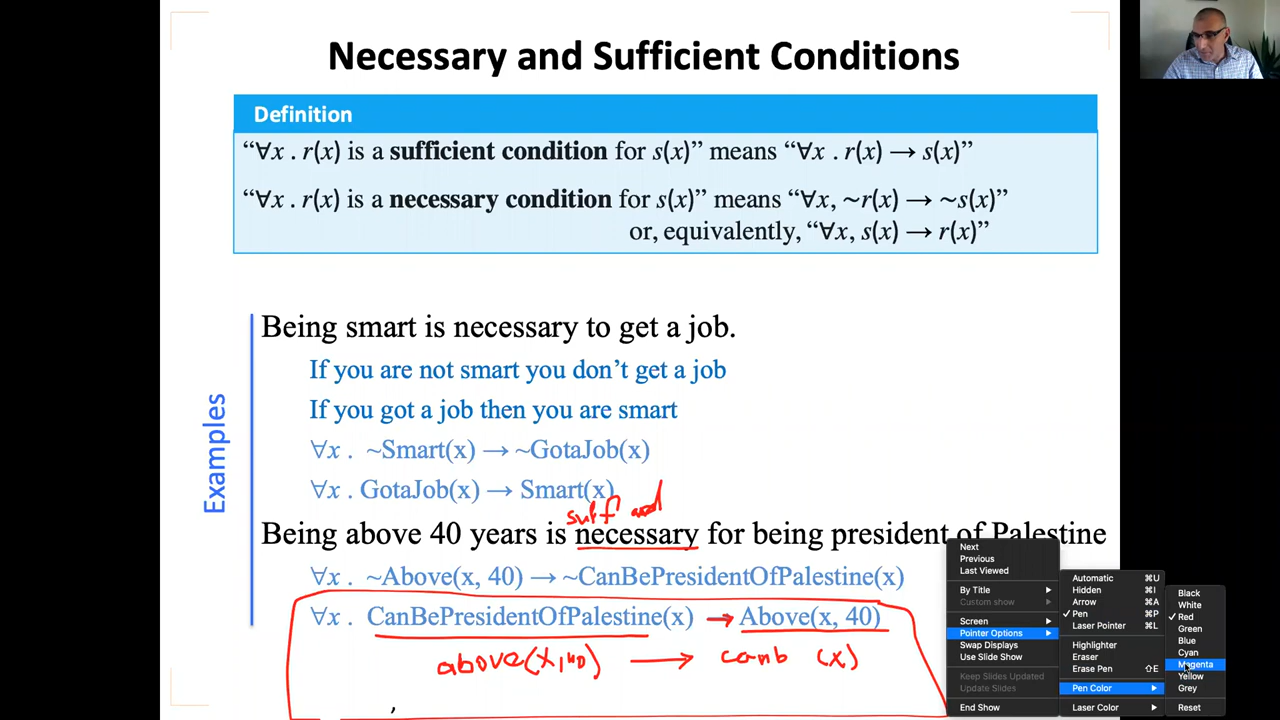 Necessary and Sufficient Conditions
Definition
“∀x . r(x) is a sufficient condition for s(x)” means “∀x . r(x) → s(x)”
“∀x . r(x) is a necessary condition for s(x)” means “∀x, ~r(x) → ~s(x)”
or, equivalently, “∀x, s(x) → r(x)”
Examples
Being smart is necessary to get a job.
If you are not smart you don’t get a job
If you got a job then you are smart
∀x . ~Smart(x) → ~GotaJob(x)
∀x . GotaJob(x) → Smart(x)
suff and
Being above 40 years is necessary for being president of Palestine
∀x . ~Above(x, 40) → ~CanBePresidentOfPalestine(x)
∀x . CanBePresidentOfPalestine(x) → Above(x, 40)
above(x,40) → canb (x)
Next
Previous
Last Viewed
By Title
Custom show
Screen
Pointer Options
Swap Displays
Use Slide Show
Keep Slides Updated
Update Slides
End Show
Automatic ⌘U
Hidden ⌘I
Arrow ⌘A
✓ Pen ⌘P
Laser Pointer ⌘L
Highlighter
Eraser
Erase Pen ⇧E
Pen Color
Laser Color
Black
White
✓ Red
Green
Blue
Cyan
Magenta
Yellow
Grey
Reset